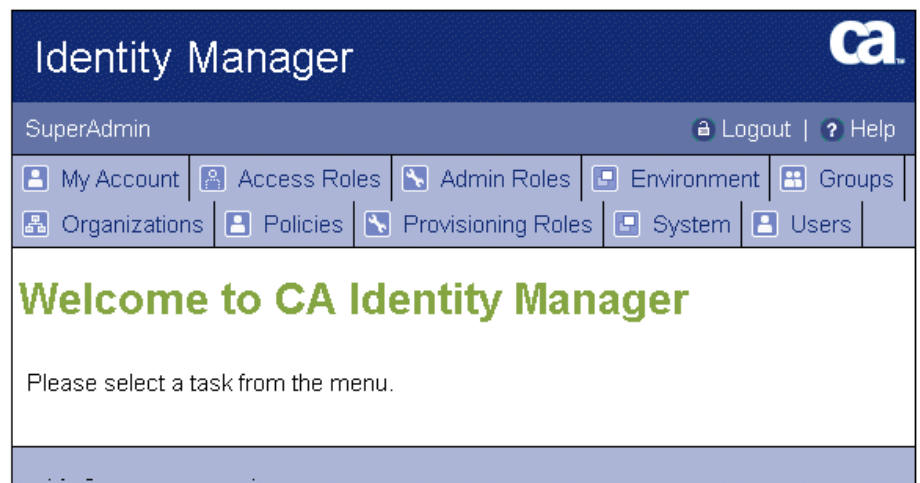 Identity Manager
ca
SuperAdmin
Logout | ? Help
My Account
Access Roles
Admin Roles
Environment
Groups
Organizations
Policies
Provisioning Roles
System
Users
Welcome to CA Identity Manager
Please select a task from the menu.